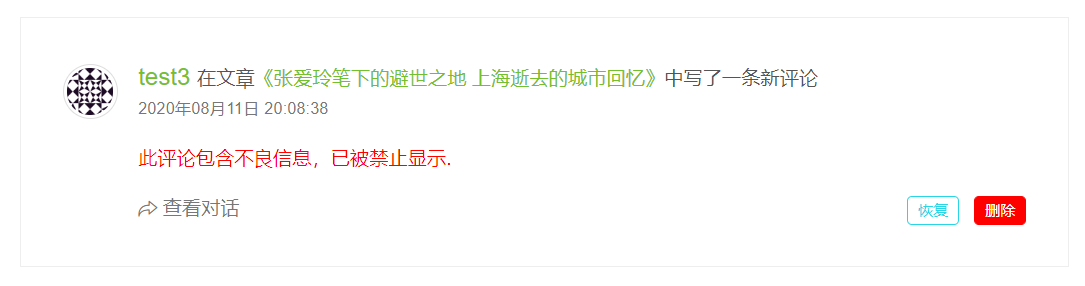 test3 在文章《张爱玲笔下的避世之地 上海逝去的城市回忆》中写了一条新评论
2020年08月11日 20:08:38
此评论包含不良信息，已被禁止显示.
查看对话
恢复 删除